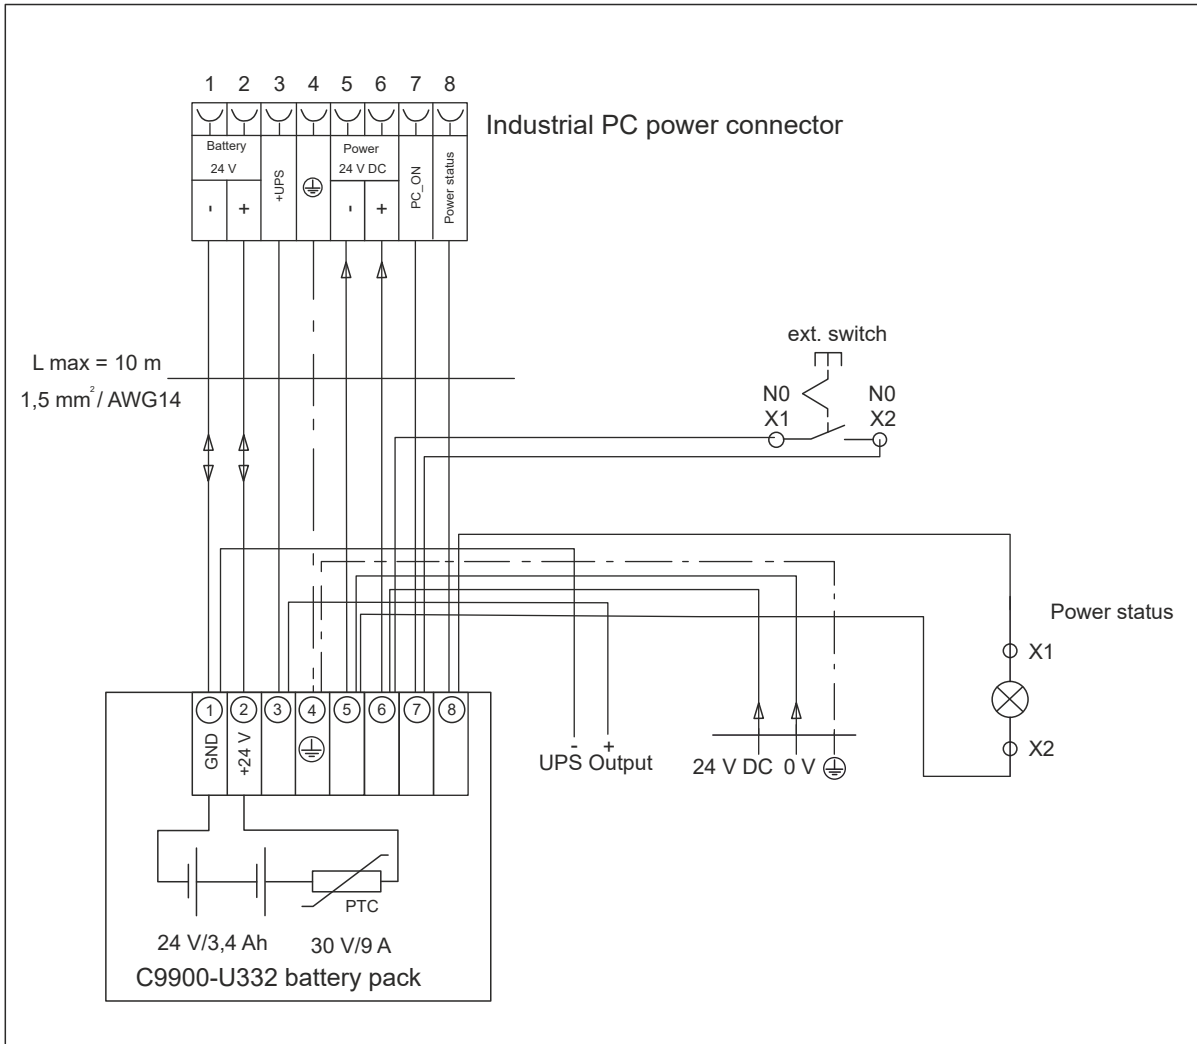 1 2 3 4 5 6 7 8
Industrial PC power connector
Battery
24 V
- +
+UPS
Power
24 V DC
- +
PC_ON
Power status
L max = 10 m
1,5 mm²/ AWG14
ext. switch
N0 N0
X1 X2
Power status
X1
X2
1 2 3 4 5 6 7 8
GND
+24 V
- +
UPS Output
24 V DC 0 V
PTC
24 V/3,4 Ah
30 V/9 A
C9900-U332 battery pack